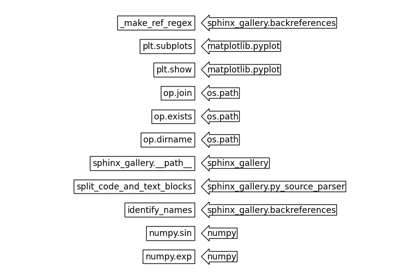 _make_ref_regex sphinx_gallery.backreferences
plt.subplots matplotlib.pyplot
plt.show matplotlib.pyplot
op.join os.path
op.exists os.path
op.dirname os.path
sphinx_gallery.__path__ sphinx_gallery
split_code_and_text_blocks sphinx_gallery.py_source_parser
identify_names sphinx_gallery.backreferences
numpy.sin numpy
numpy.exp numpy